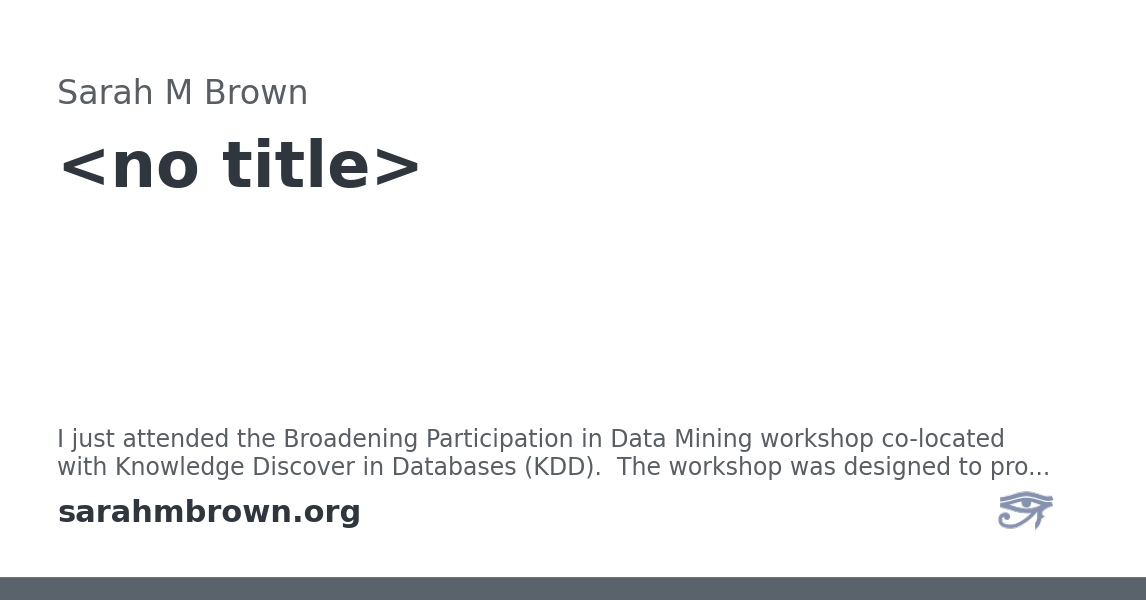 Sarah M Brown
<no title>
I just attended the Broadening Participation in Data Mining workshop co-located
with Knowledge Discover in Databases (KDD).  The workshop was designed to pro...
sarahmbrown.org